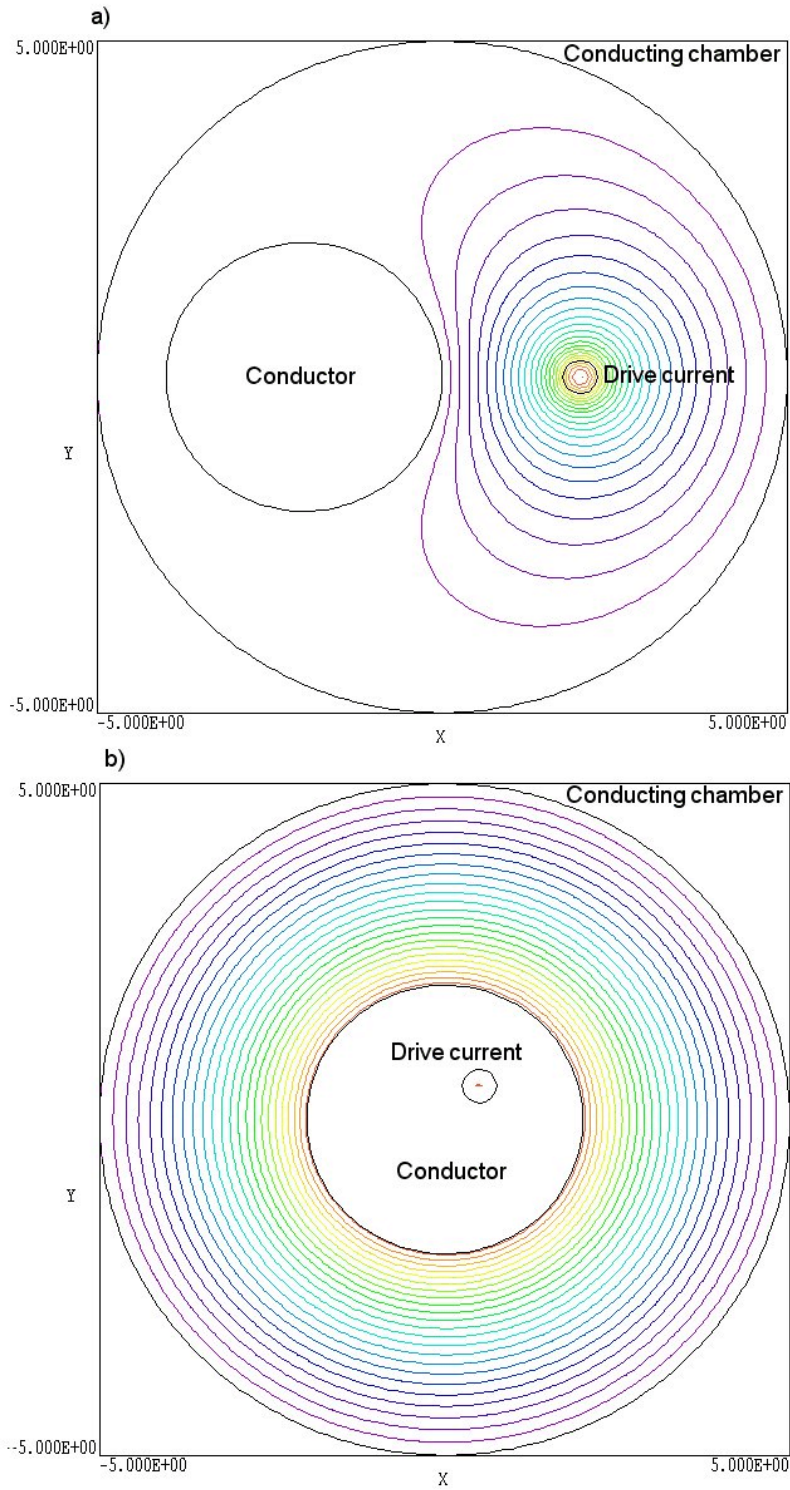 a)
5.000E+00
Conducting chamber
Conductor
Drive current
Y
-5.000E+00
-5.000E+00
5.000E+00
X
b)
5.000E+00
Conducting chamber
Drive current
Conductor
Y
-5.000E+00
-5.000E+00
5.000E+00
X